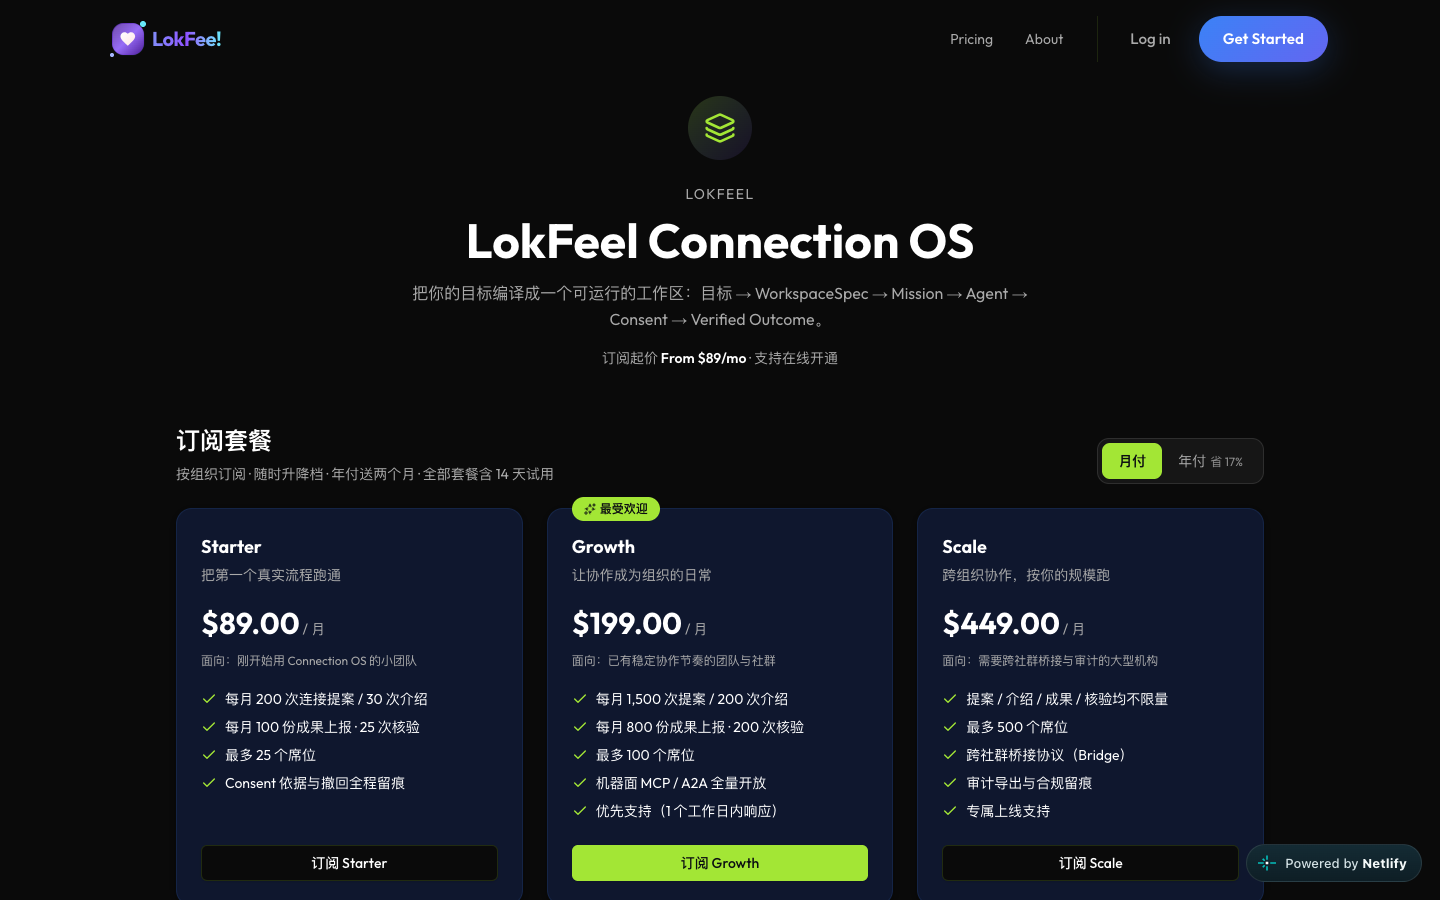 LokFee!
Pricing
About
Log in
Get Started
LOKFEEL
LokFeel Connection OS
把你的目标编译成一个可运行的工作区：目标 → WorkspaceSpec → Mission → Agent →
Consent → Verified Outcome。
订阅起价 From $89/mo · 支持在线开通
订阅套餐
按组织订阅 · 随时升降档 · 年付送两个月 · 全部套餐含 14 天试用
月付
年付 省 17%
Starter
把第一个真实流程跑通
$89.00 / 月
面向：刚开始用 Connection OS 的小团队
每月 200 次连接提案 / 30 次介绍
每月 100 份成果上报 · 25 次核验
最多 25 个席位
Consent 依据与撤回全程留痕
订阅 Starter
最受欢迎
Growth
让协作成为组织的日常
$199.00 / 月
面向：已有稳定协作节奏的团队与社群
每月 1,500 次提案 / 200 次介绍
每月 800 份成果上报 · 200 次核验
最多 100 个席位
机器面 MCP / A2A 全量开放
优先支持（1 个工作日内响应）
订阅 Growth
Scale
跨组织协作，按你的规模跑
$449.00 / 月
面向：需要跨社群桥接与审计的大型机构
提案 / 介绍 / 成果 / 核验均不限量
最多 500 个席位
跨社群桥接协议（Bridge）
审计导出与合规留痕
专属上线支持
订阅 Scale
Powered by Netlify